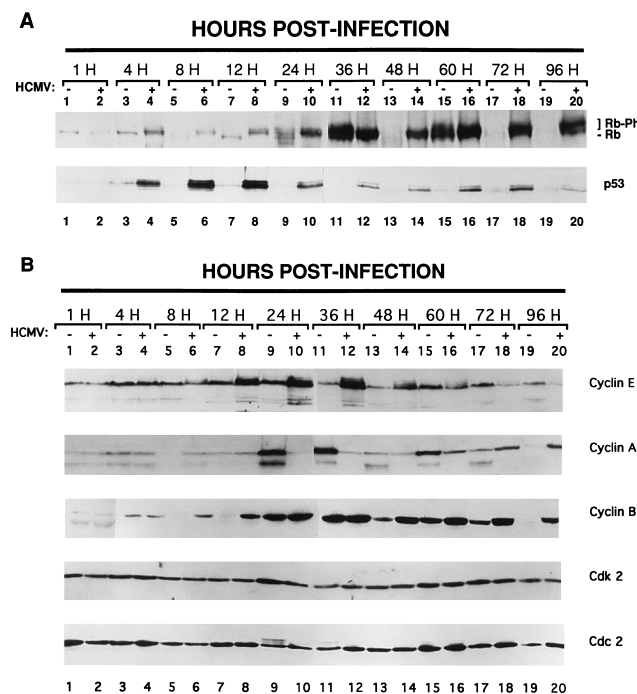 A
HOURS POST-INFECTION
1 H 4 H 8 H 12 H 24 H 36 H 48 H 60 H 72 H 96 H
HCMV: - + - + - + - + - + - + - + - + - + - +
1 2 3 4 5 6 7 8 9 10 11 12 13 14 15 16 17 18 19 20
] Rb-Ph
- Rb
p53
1 2 3 4 5 6 7 8 9 10 11 12 13 14 15 16 17 18 19 20
B
HOURS POST-INFECTION
1 H 4 H 8 H 12 H 24 H 36 H 48 H 60 H 72 H 96 H
HCMV: - + - + - + - + - + - + - + - + - + - +
1 2 3 4 5 6 7 8 9 10 11 12 13 14 15 16 17 18 19 20
Cyclin E
Cyclin A
Cyclin B
Cdk 2
Cdc 2
1 2 3 4 5 6 7 8 9 10 11 12 13 14 15 16 17 18 19 20